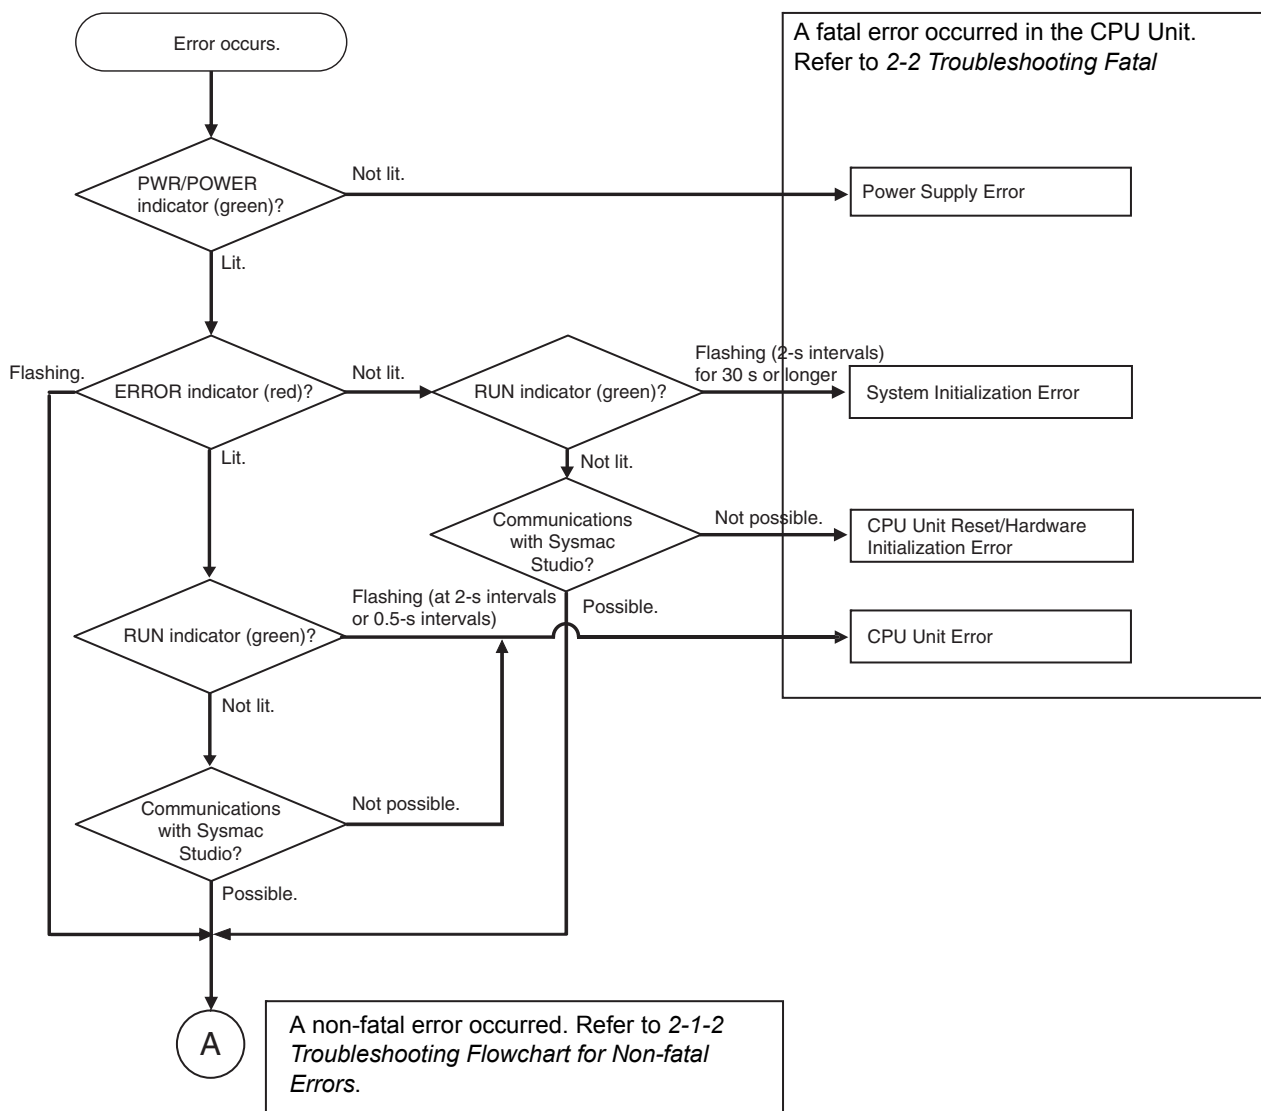 Error occurs.
A fatal error occurred in the CPU Unit.
Refer to 2-2 Troubleshooting Fatal
PWR/POWER
indicator (green)?
Not lit.
Power Supply Error
Lit.
Flashing.
ERROR indicator (red)?
Not lit.
RUN indicator (green)?
Flashing (2-s intervals)
for 30 s or longer
System Initialization Error
Lit.
Not lit.
Communications
with Sysmac
Studio?
Not possible.
CPU Unit Reset/Hardware
Initialization Error
Possible.
RUN indicator (green)?
Flashing (at 2-s intervals
or 0.5-s intervals)
CPU Unit Error
Not lit.
Communications
with Sysmac
Studio?
Not possible.
Possible.
A
A non-fatal error occurred. Refer to 2-1-2
Troubleshooting Flowchart for Non-fatal
Errors.